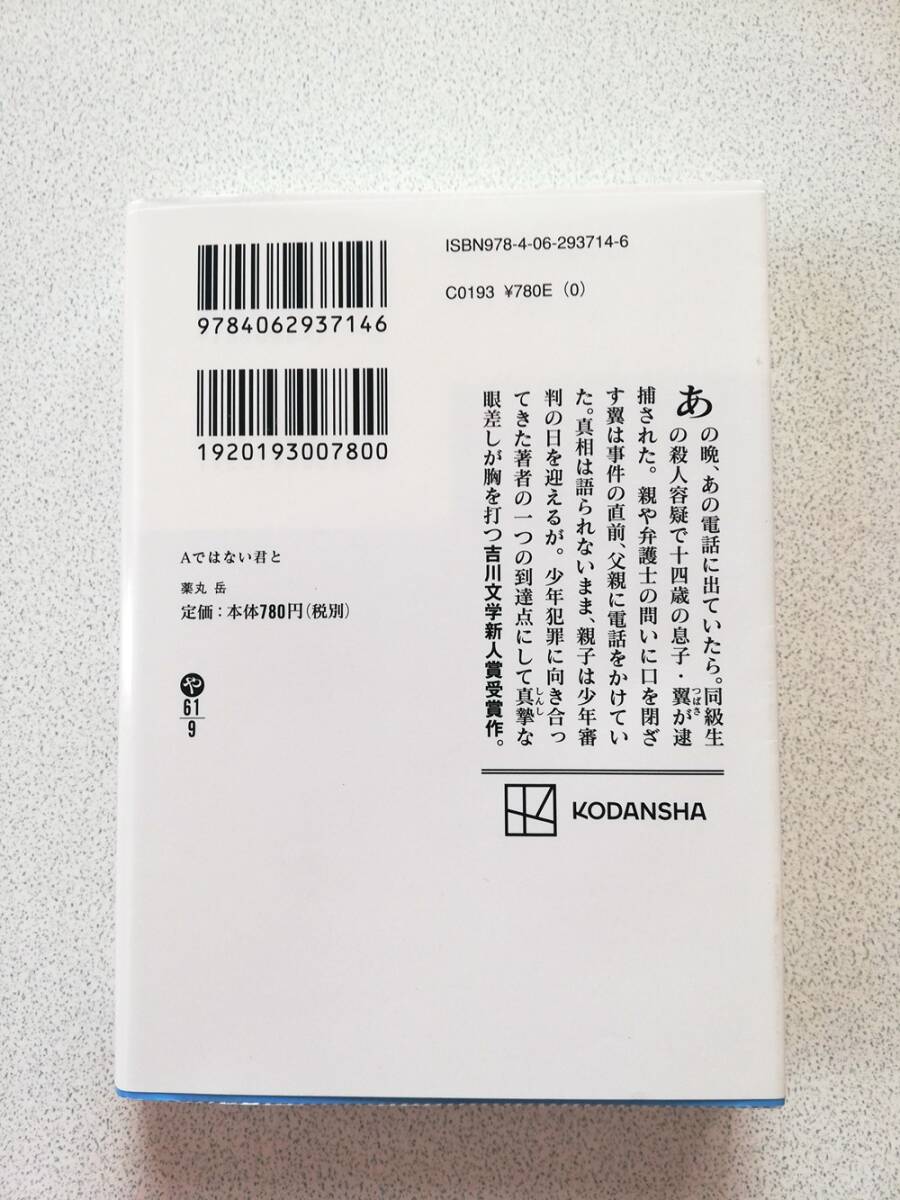 ISBN978-4-06-293714-6
C0193 ¥780E (0)
9784062937146
1920193007800
Aではない君と
薬丸 岳
定価：本体780円（税別）
や
61
9
あの晩、あの電話に出ていたら。同級生
の殺人容疑で十四歳の息子・翼が逮
つばさ
捕された。親や弁護士の問いに口を閉ざ
す翼は事件の直前、父親に電話をかけてい
た。真相は語られないまま、親子は少年審
判の日を迎えるが。少年犯罪に向き合っ
てきた著者の一つの到達点にして真摯な
しんし
眼差しが胸を打つ吉川文学新人賞受賞作。
KODANSHA